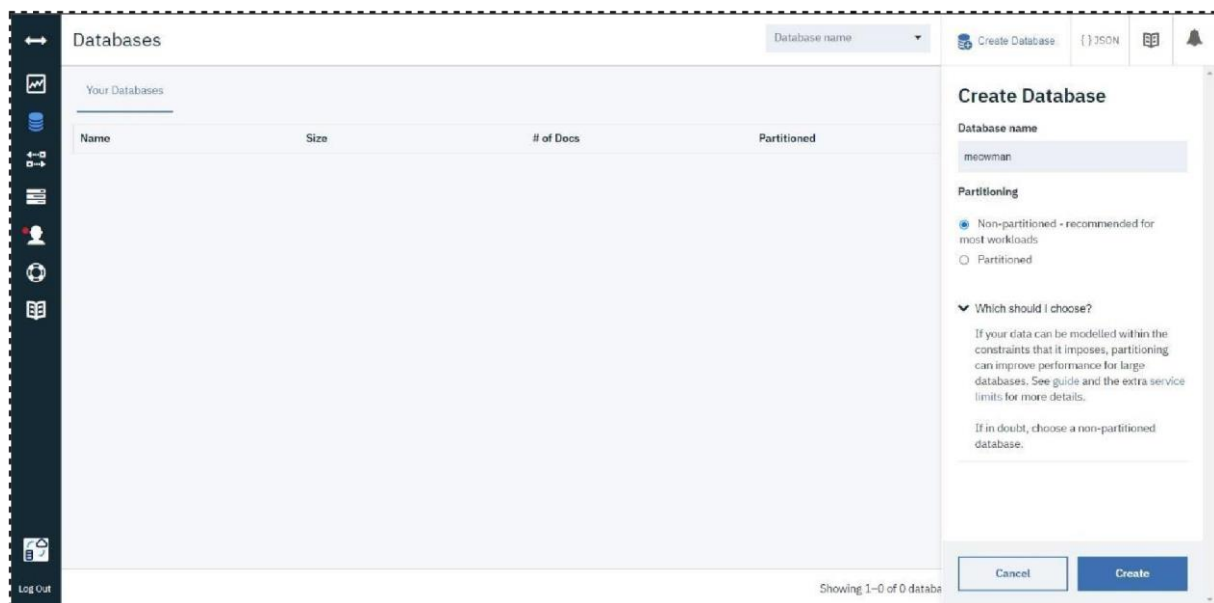 Databases
Database name
Create Database
{ } JSON
Your Databases
Name Size # of Docs Partitioned
Create Database
Database name
meowman
Partitioning
Non-partitioned - recommended for
most workloads
Partitioned
Which should I choose?
If your data can be modelled within the
constraints that it imposes, partitioning
can improve performance for large
databases. See guide and the extra service
limits for more details.
If in doubt, choose a non-partitioned
database.
Cancel
Create
Log Out
Showing 1–0 of 0 databa